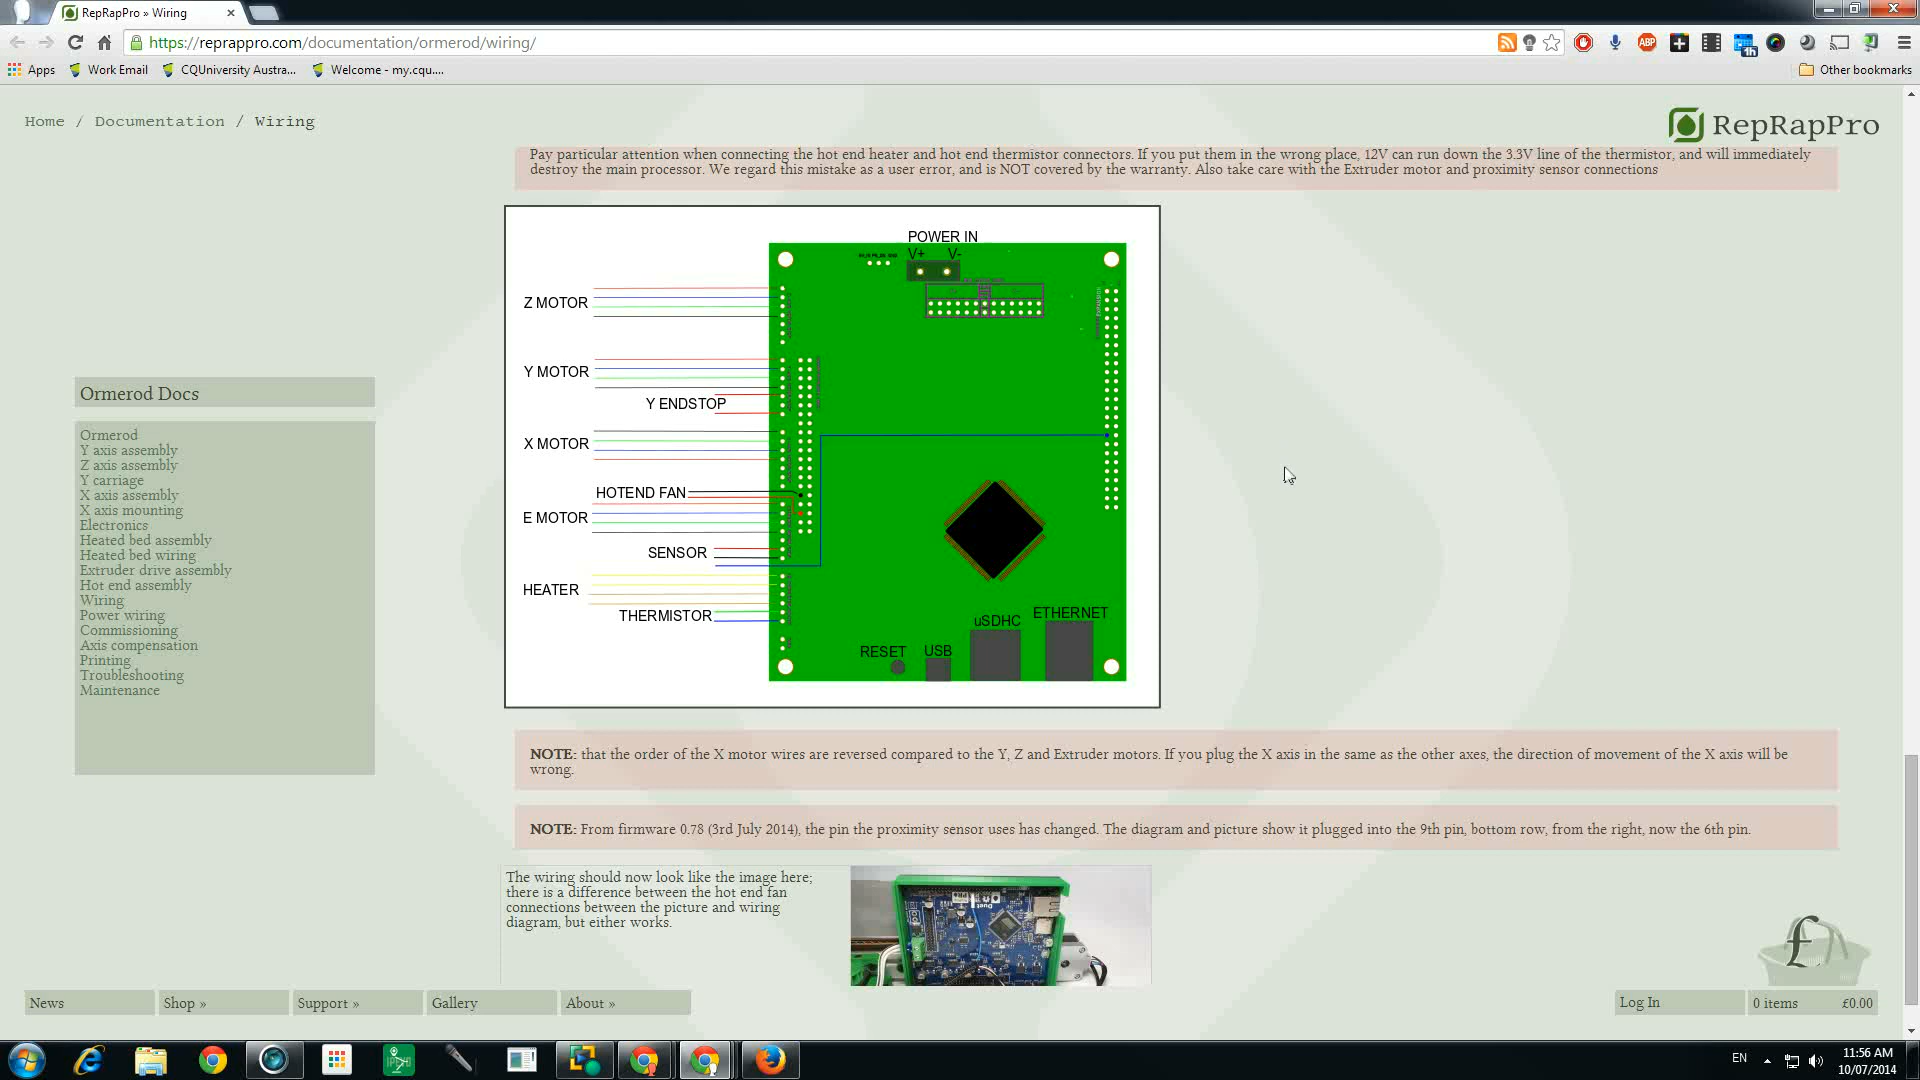 RepRapPro » Wiring
https://reprappro.com/documentation/ormerod/wiring/
ABP
1h
Apps
Work Email
CQUniversity Austra...
Welcome - my.cqu....
Other bookmarks
Home / Documentation / Wiring
RepRapPro
Pay particular attention when connecting the hot end heater and hot end thermistor connectors. If you put them in the wrong place, 12V can run down the 3.3V line of the thermistor, and will immediately
destroy the main processor. We regard this mistake as a user error, and is NOT covered by the warranty. Also take care with the Extruder motor and proximity sensor connections
POWER IN
V+ V-
Z MOTOR
Y MOTOR
Y ENDSTOP
X MOTOR
HOTEND FAN
E MOTOR
SENSOR
HEATER
THERMISTOR
RESET
USB
uSDHC
ETHERNET
Ormerod Docs
Ormerod
Y axis assembly
Z axis assembly
Y carriage
X axis assembly
X axis mounting
Electronics
Heated bed assembly
Heated bed wiring
Extruder drive assembly
Hot end assembly
Wiring
Power wiring
Commissioning
Axis compensation
Printing
Troubleshooting
Maintenance
NOTE: that the order of the X motor wires are reversed compared to the Y, Z and Extruder motors. If you plug the X axis in the same as the other axes, the direction of movement of the X axis will be
wrong.
NOTE: From firmware 0.78 (3rd July 2014), the pin the proximity sensor uses has changed. The diagram and picture show it plugged into the 9th pin, bottom row, from the right, now the 6th pin.
The wiring should now look like the image here;
there is a difference between the hot end fan
connections between the picture and wiring
diagram, but either works.
£
News
Shop »
Support »
Gallery
About »
Log In
0 items £0.00
EN
11:56 AM
10/07/2014